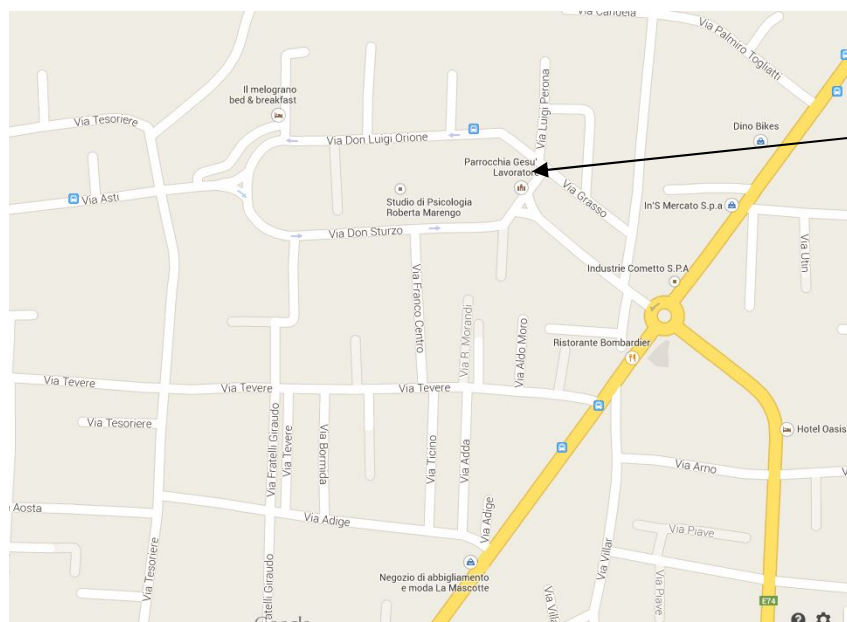 Via Candela
Via Palmiro Togliatti
Il melograno
bed & breakfast
Via Tesoriere
Via Luigi Perona
Via Don Luigi Orione
Dino Bikes
Parrocchia Gesu'
Lavoratore
Via Asti
Studio di Psicologia
Roberta Marengo
Via Grasso
In'S Mercato S.p.a
Via Don Sturzo
Via Utin
Via Franco Centro
Industrie Cometto S.P.A
Via R. Morandi
Via Aldo Moro
Ristorante Bombardier
Via Tevere
Via Tevere
Via Tesoriere
Via Fratelli Giraudo
Via Tevere
Via Bormida
Via Ticino
Via Adda
Hotel Oasis
Via Arno
Aosta
Via Adige
Via Adige
Via Piave
Via Tesoriere
Via Fratelli Giraudo
Negozio di abbigliamento
e moda La Mascotte
Via Villar
Via Villar
Via Piave
E74
Google